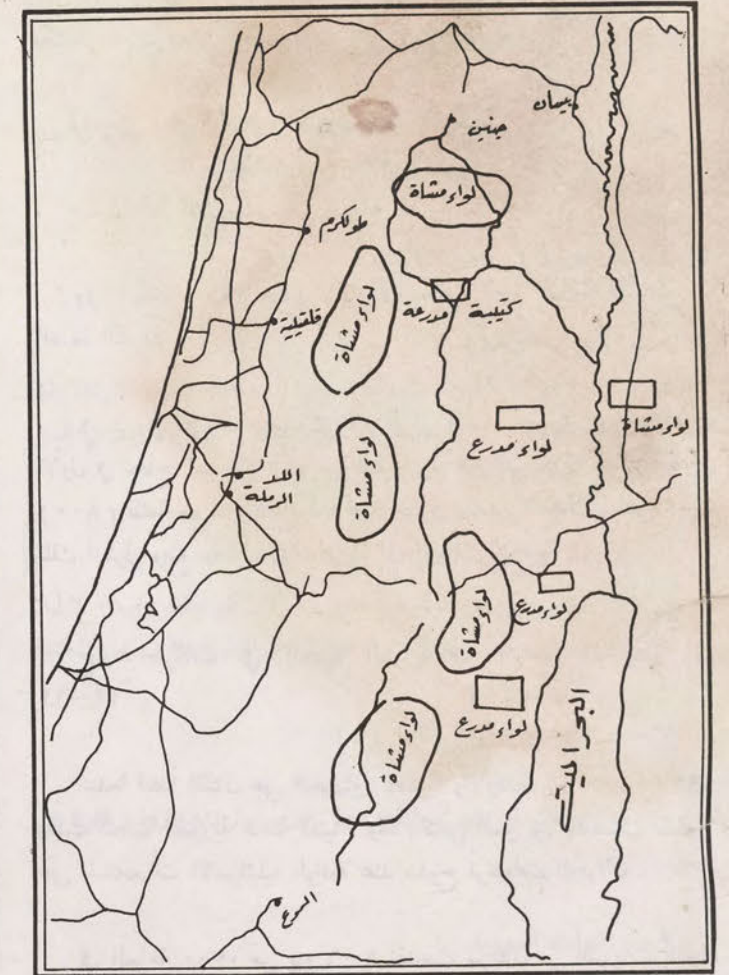 بيسان
جنين
لواء مشاة
طولكرم
كتيبة مدرعة
لواء مشاة
قلقيلية
لواء مشاة
لواء مدرع
اللد
الرملة
لواء مشاة
لواء مدرع
لواء مشاة
لواء مدرع
البحر الميت
لواء مشاة
السموع